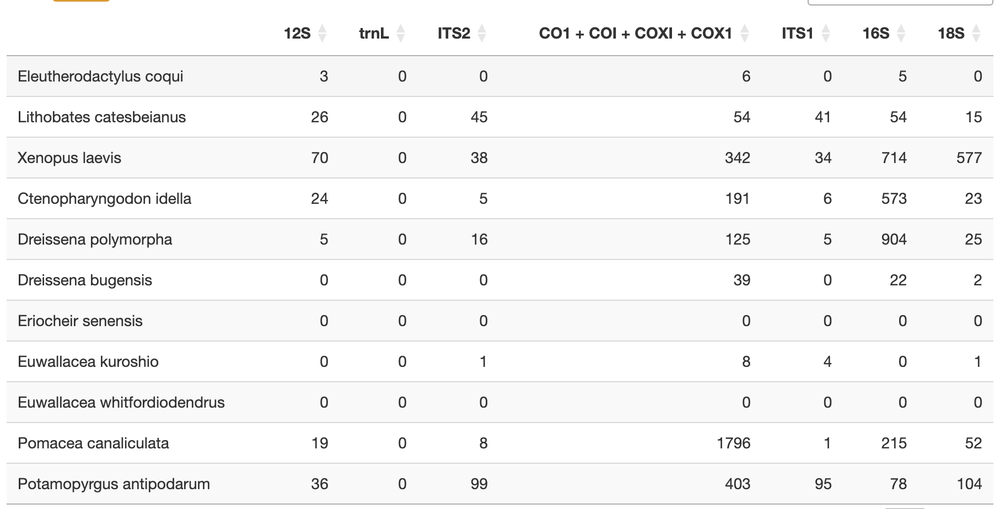 12S trnL ITS2 CO1 + COI + COXI + COX1 ITS1 16S 18S
Eleutherodactylus coqui 3 0 0 6 0 5 0
Lithobates catesbeianus 26 0 45 54 41 54 15
Xenopus laevis 70 0 38 342 34 714 577
Ctenopharyngodon idella 24 0 5 191 6 573 23
Dreissena polymorpha 5 0 16 125 5 904 25
Dreissena bugensis 0 0 0 39 0 22 2
Eriocheir senensis 0 0 0 0 0 0 0
Euwallacea kuroshio 0 0 1 8 4 0 1
Euwallacea whitfordiodendrus 0 0 0 0 0 0 0
Pomacea canaliculata 19 0 8 1796 1 215 52
Potamopyrgus antipodarum 36 0 99 403 95 78 104